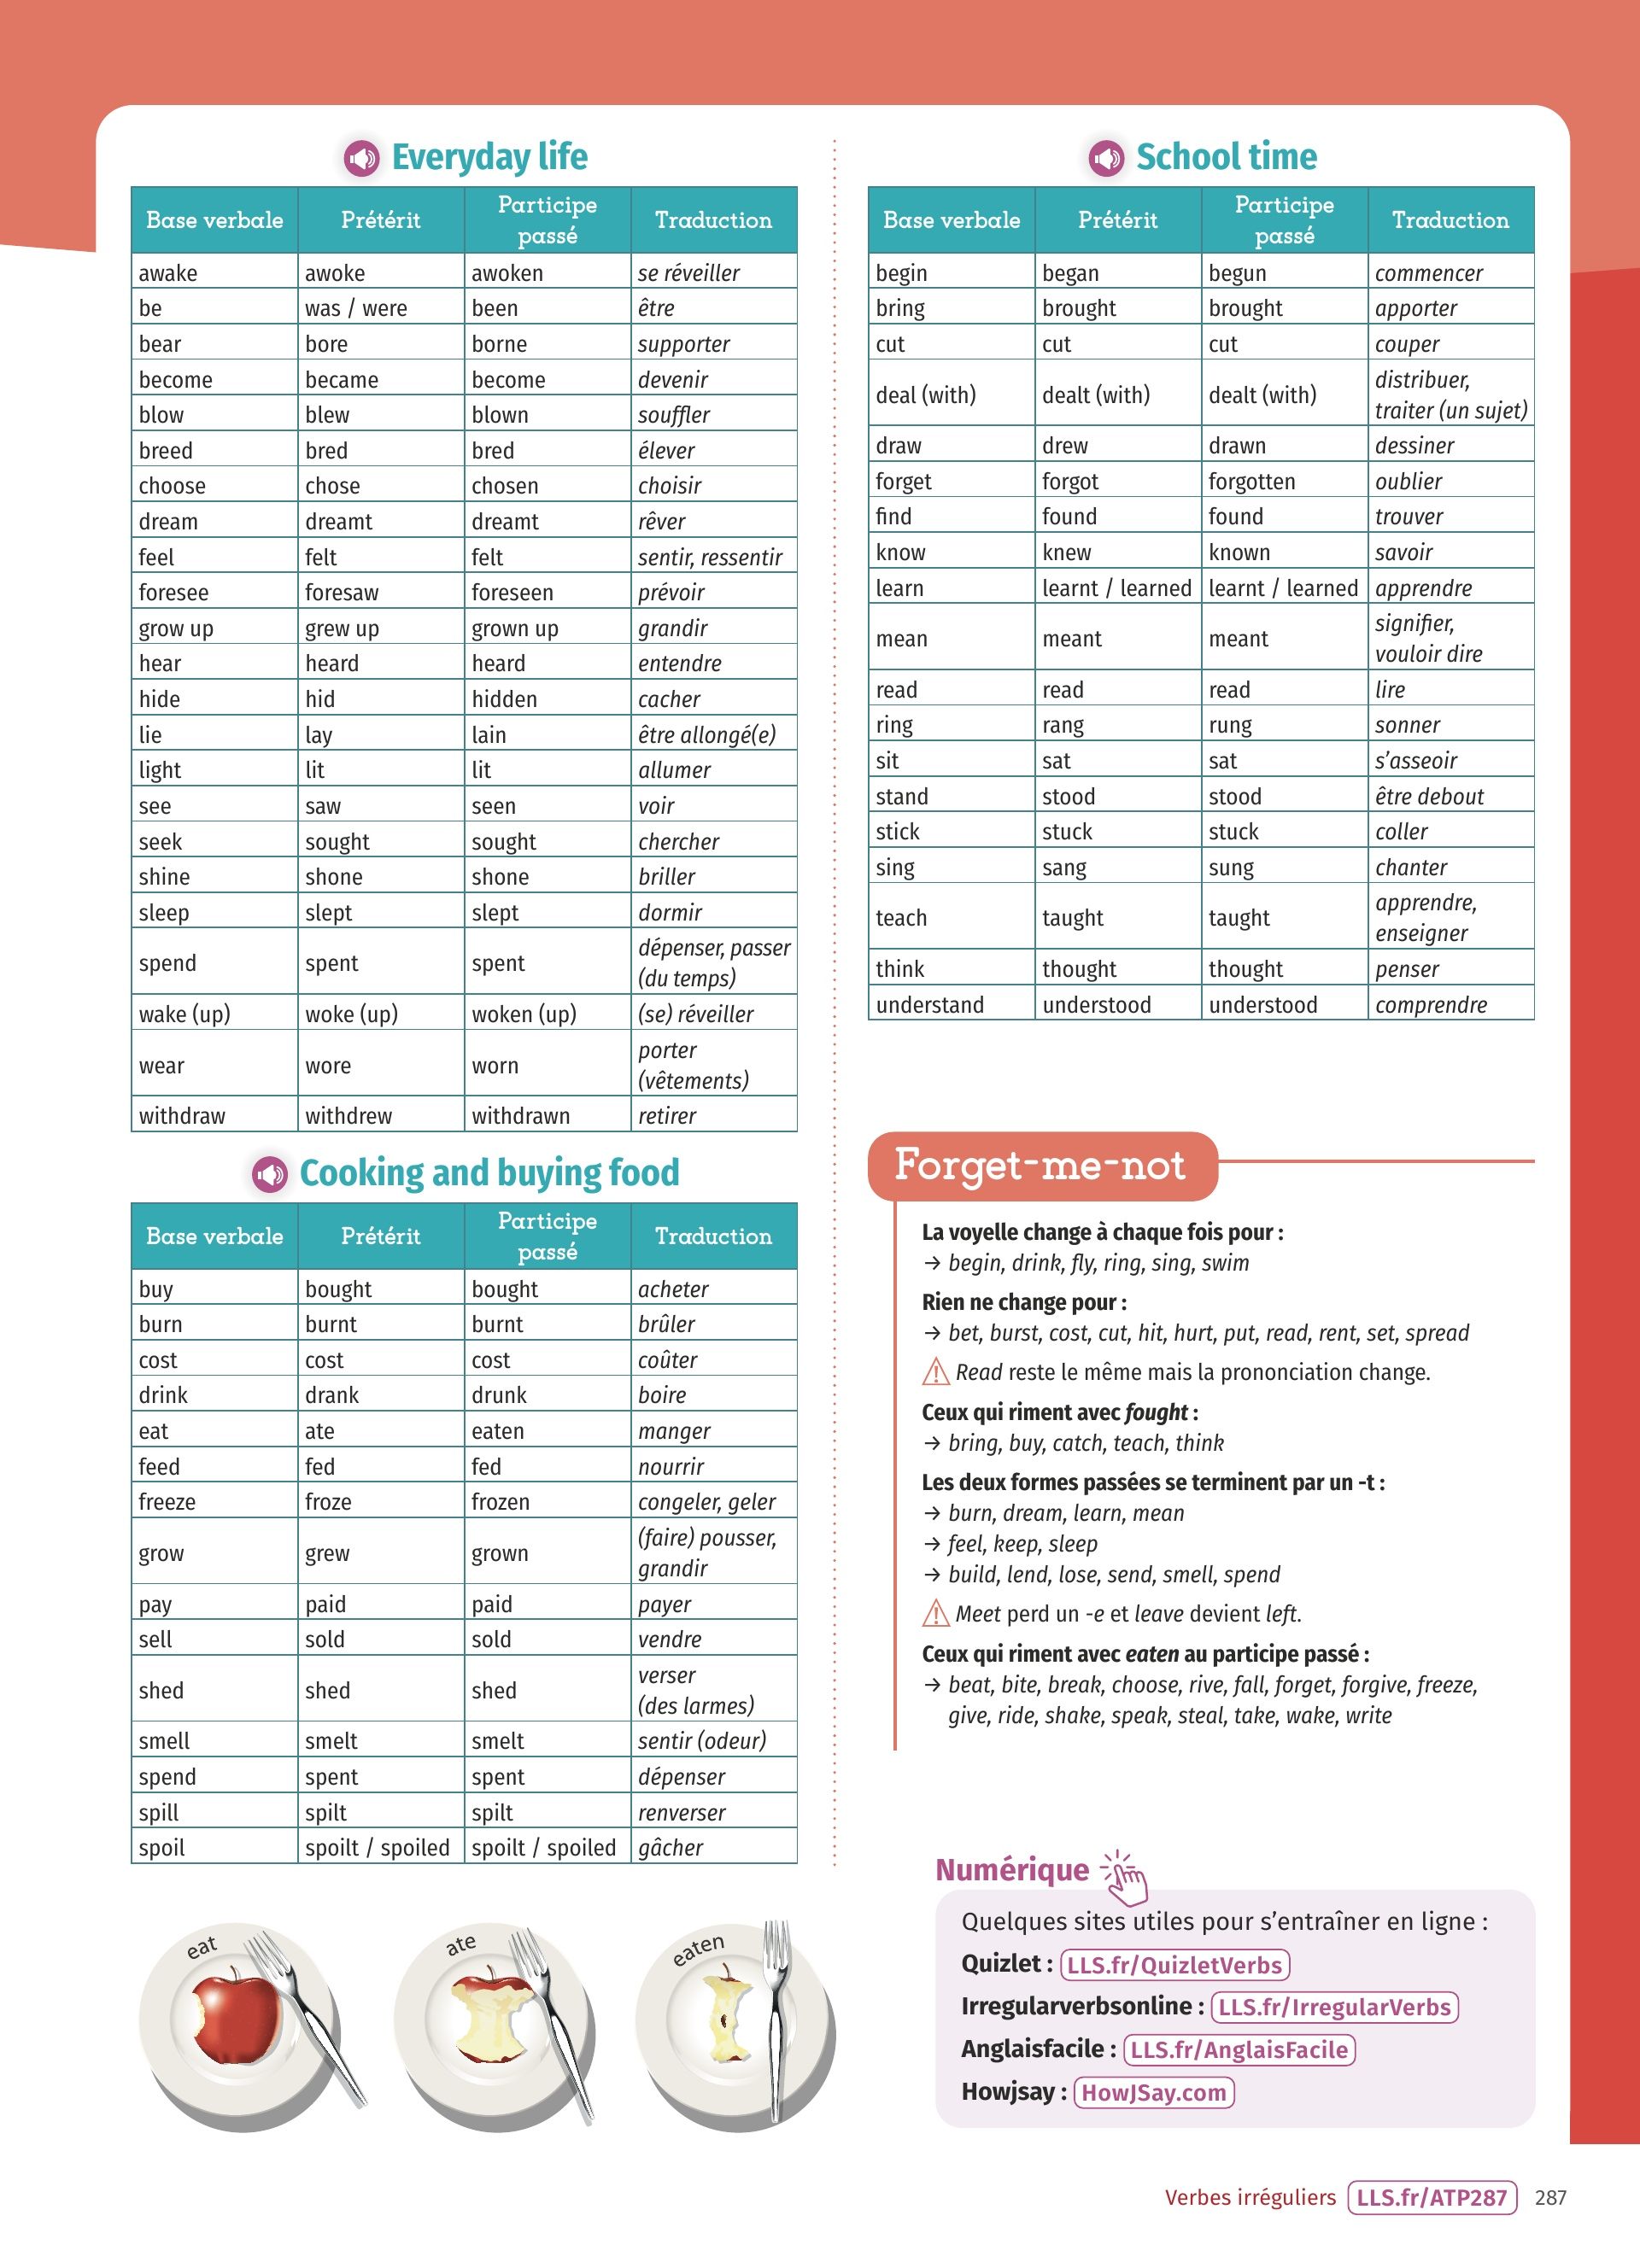 Everyday life
Base verbale Prétérit Participe passé Traduction
awake awoke awoken se réveiller
be was / were been être
bear bore borne supporter
become became become devenir
blow blew blown souffler
breed bred bred élever
choose chose chosen choisir
dream dreamt dreamt rêver
feel felt felt sentir, ressentir
foresee foresaw foreseen prévoir
grow up grew up grown up grandir
hear heard heard entendre
hide hid hidden cacher
lie lay lain être allongé(e)
light lit lit allumer
see saw seen voir
seek sought sought chercher
shine shone shone briller
sleep slept slept dormir
spend spent spent dépenser, passer (du temps)
wake (up) woke (up) woken (up) (se) réveiller
wear wore worn porter (vêtements)
withdraw withdrew withdrawn retirer
Cooking and buying food
Base verbale Prétérit Participe passé Traduction
buy bought bought acheter
burn burnt burnt brûler
cost cost cost coûter
drink drank drunk boire
eat ate eaten manger
feed fed fed nourrir
freeze froze frozen congeler, geler
grow grew grown (faire) pousser, grandir
pay paid paid payer
sell sold sold vendre
shed shed shed verser (des larmes)
smell smelt smelt sentir (odeur)
spend spent spent dépenser
spill spilt spilt renverser
spoil spoilt / spoiled spoilt / spoiled gâcher
eat
ate
eaten
School time
Base verbale Prétérit Participe passé Traduction
begin began begun commencer
bring brought brought apporter
cut cut cut couper
deal (with) dealt (with) dealt (with) distribuer, traiter (un sujet)
draw drew drawn dessiner
forget forgot forgotten oublier
find found found trouver
know knew known savoir
learn learnt / learned learnt / learned apprendre
mean meant meant signifier, vouloir dire
read read read lire
ring rang rung sonner
sit sat sat s'asseoir
stand stood stood être debout
stick stuck stuck coller
sing sang sung chanter
teach taught taught apprendre, enseigner
think thought thought penser
understand understood understood comprendre
Forget-me-not
La voyelle change à chaque fois pour :
→ begin, drink, fly, ring, sing, swim
Rien ne change pour :
→ bet, burst, cost, cut, hit, hurt, put, read, rent, set, spread
⚠ Read reste le même mais la prononciation change.
Ceux qui riment avec fought :
→ bring, buy, catch, teach, think
Les deux formes passées se terminent par un -t :
→ burn, dream, learn, mean
→ feel, keep, sleep
→ build, lend, lose, send, smell, spend
⚠ Meet perd un -e et leave devient left.
Ceux qui riment avec eaten au participe passé :
→ beat, bite, break, choose, rive, fall, forget, forgive, freeze,
give, ride, shake, speak, steal, take, wake, write
Numérique
Quelques sites utiles pour s'entraîner en ligne :
Quizlet : LLS.fr/QuizletVerbs
Irregularverbsonline : LLS.fr/IrregularVerbs
Anglaisfacile : LLS.fr/AnglaisFacile
Howjsay : HowJSay.com
Verbes irréguliers LLS.fr/ATP287 287